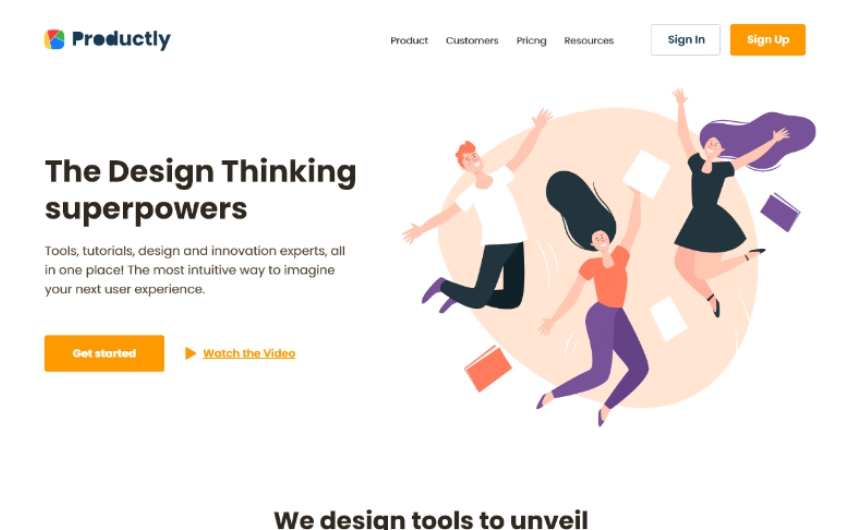 Productly
Product Customers Pricng Resources Sign In Sign Up
The Design Thinking
superpowers
Tools, tutorials, design and innovation experts, all
in one place! The most intuitive way to imagine
your next user experience.
Get started Watch the Video
We design tools to unveil